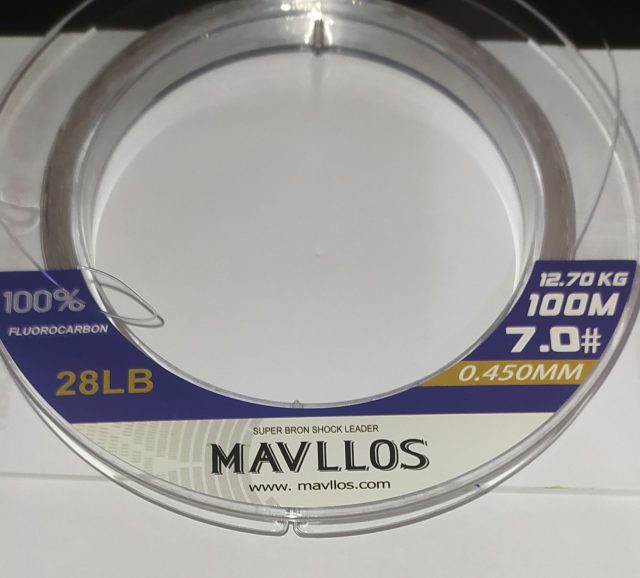 100%
FLUOROCARBON
28LB
12.70 KG
100M
7.0#
0.450MM
SUPER BRON SHOCK LEADER
MAVLLOS
www. mavllos.com